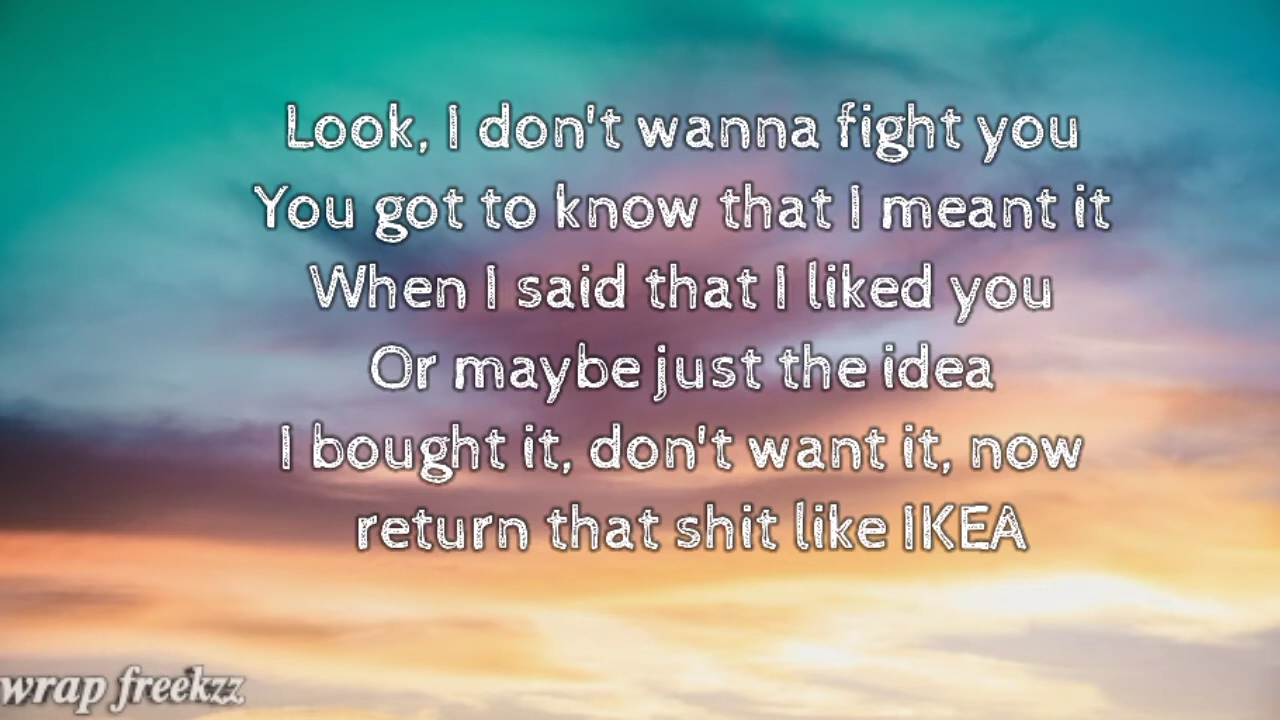 Look, I don't wanna fight you
You got to know that I meant it
When I said that I liked you
Or maybe just the idea
I bought it, don't want it, now
return that shit like IKEA
wrap freekzz